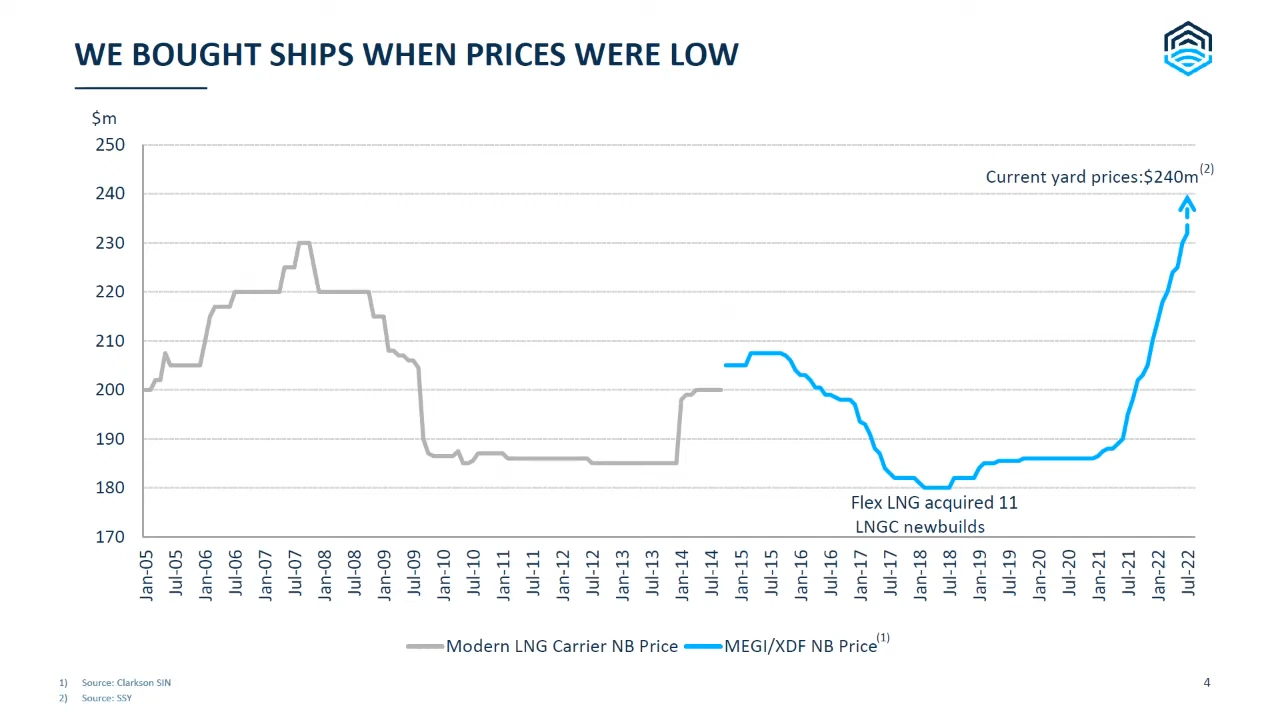 WE BOUGHT SHIPS WHEN PRICES WERE LOW
$m
250
240
230
220
210
200
190
180
170
Current yard prices:$240m(2)
Flex LNG acquired 11
LNGC newbuilds
Jan-05
Jul-05
Jan-06
Jul-06
Jan-07
Jul-07
Jan-08
Jul-08
Jan-09
Jul-09
Jan-10
Jul-10
Jan-11
Jul-11
Jan-12
Jul-12
Jan-13
Jul-13
Jan-14
Jul-14
Jan-15
Jul-15
Jan-16
Jul-16
Jan-17
Jul-17
Jan-18
Jul-18
Jan-19
Jul-19
Jan-20
Jul-20
Jan-21
Jul-21
Jan-22
Jul-22
Modern LNG Carrier NB Price
MEGI/XDF NB Price(1)
1) Source: Clarkson SIN
2) Source: SSY
4